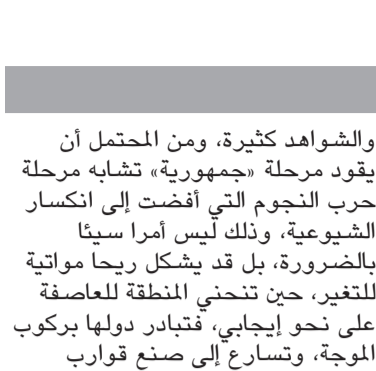 والشواهد كثيرة، ومن المحتمل أن
يقود مرحلة «جمهورية» تشابه مرحلة
حرب النجوم التي أفضت إلى انكسار
الشيوعية، وذلك ليس أمرا سيئا
بالضرورة، بل قد يشكل ريحا مواتية
للتغير، حين تنحني المنطقة للعاصفة
على نحو إيجابي، فتبادر دولها بركوب
الموجة، وتسارع إلى صنع قوارب